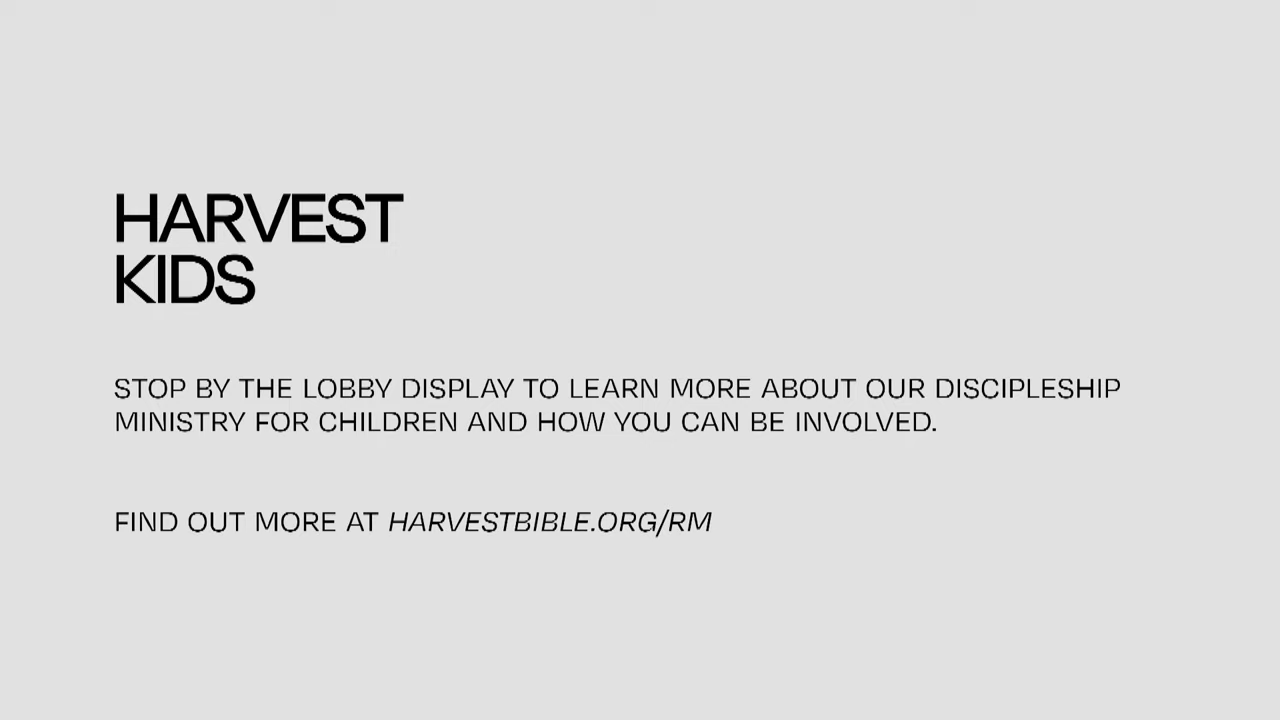 HARVEST
KIDS
STOP BY THE LOBBY DISPLAY TO LEARN MORE ABOUT OUR DISCIPLESHIP
MINISTRY FOR CHILDREN AND HOW YOU CAN BE INVOLVED.
FIND OUT MORE AT HARVESTBIBLE.ORG/RM